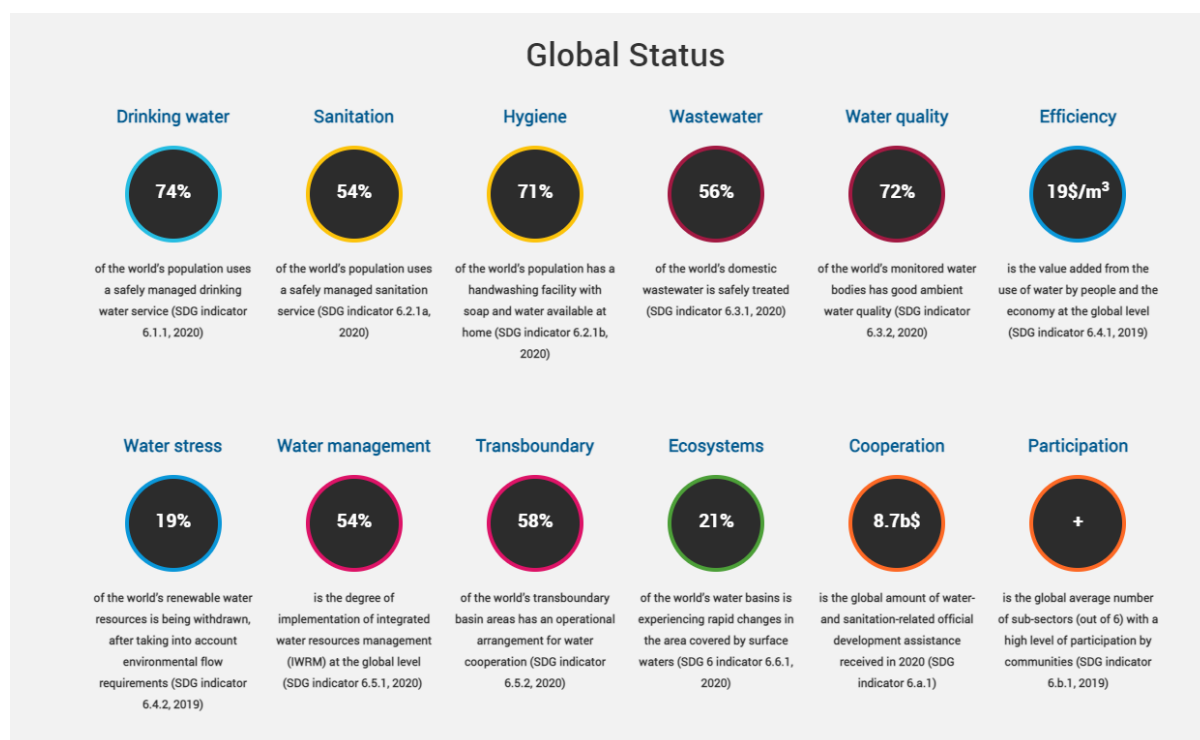 Global Status
Drinking water
74%
of the world's population uses
a safely managed drinking
water service (SDG indicator
6.1.1, 2020)
Sanitation
54%
of the world's population uses
a safely managed sanitation
service (SDG indicator 6.2.1a,
2020)
Hygiene
71%
of the world's population has a
handwashing facility with
soap and water available at
home (SDG indicator 6.2.1b,
2020)
Wastewater
56%
of the world's domestic
wastewater is safely treated
(SDG indicator 6.3.1, 2020)
Water quality
72%
of the world's monitored water
bodies has good ambient
water quality (SDG indicator
6.3.2, 2020)
Efficiency
19$/m³
is the value added from the
use of water by people and the
economy at the global level
(SDG indicator 6.4.1, 2019)
Water stress
19%
of the world's renewable water
resources is being withdrawn,
after taking into account
environmental flow
requirements (SDG indicator
6.4.2, 2019)
Water management
54%
is the degree of
implementation of integrated
water resources management
(IWRM) at the global level
(SDG indicator 6.5.1, 2020)
Transboundary
58%
of the world's transboundary
basin areas has an operational
arrangement for water
cooperation (SDG indicator
6.5.2, 2020)
Ecosystems
21%
of the world's water basins is
experiencing rapid changes in
the area covered by surface
waters (SDG 6 indicator 6.6.1,
2020)
Cooperation
8.7b$
is the global amount of water-
and sanitation-related official
development assistance
received in 2020 (SDG
indicator 6.a.1)
Participation
+
is the global average number
of sub-sectors (out of 6) with a
high level of participation by
communities (SDG indicator
6.b.1, 2019)